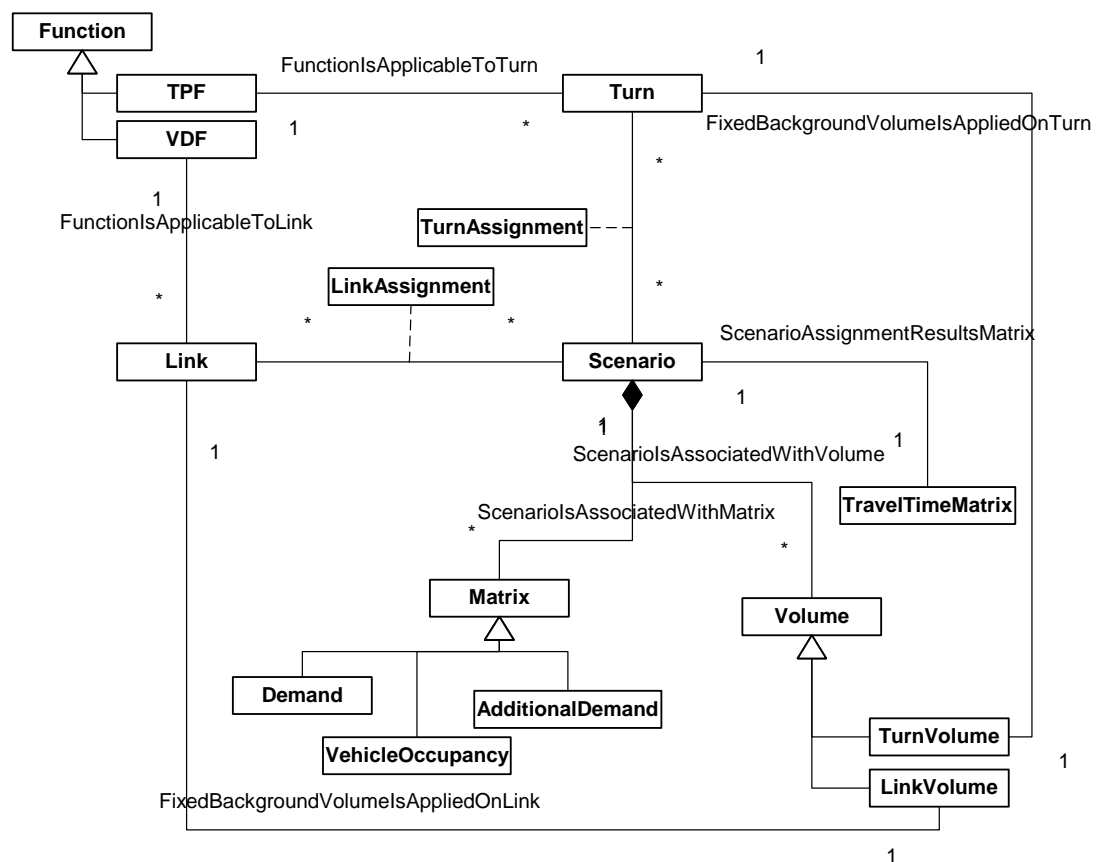 Function
FunctionIsApplicableToTurn
1
TPF
Turn
1
*
FixedBackgroundVolumeIsAppliedOnTurn
VDF
*
1
FunctionIsApplicableToLink
TurnAssignment
LinkAssignment
*
*
*
*
ScenarioAssignmentResultsMatrix
Link
Scenario
1
1
1
1
1
ScenarioIsAssociatedWithVolume
TravelTimeMatrix
ScenarioIsAssociatedWithMatrix
*
*
Matrix
Volume
Demand
AdditionalDemand
TurnVolume
VehicleOccupancy
1
LinkVolume
FixedBackgroundVolumeIsAppliedOnLink
1